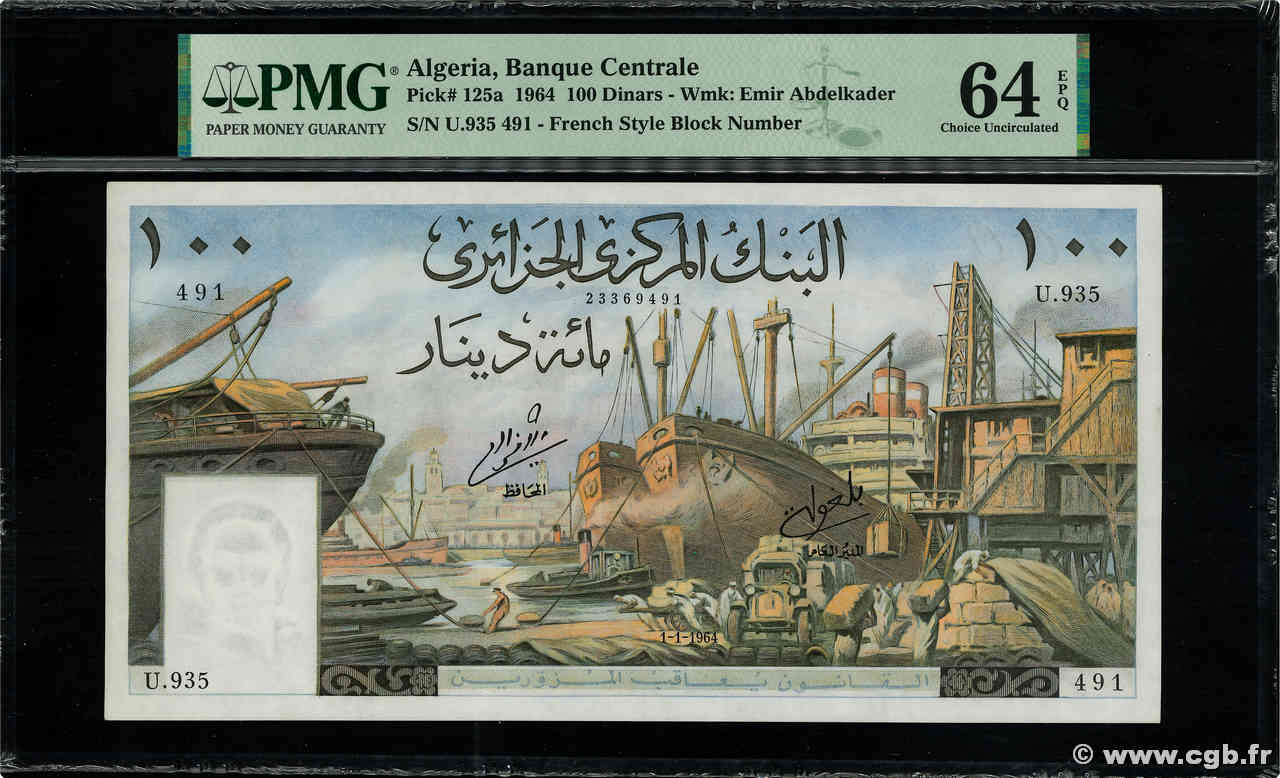 PMG®
PAPER MONEY GUARANTY
Algeria, Banque Centrale
Pick# 125a 1964 100 Dinars - Wmk: Emir Abdelkader
S/N U.935 491 - French Style Block Number
64 EPQ
Choice Uncirculated
١٠٠
البنك المركزي الجزائري
١٠٠
491
23369491
U.935
مائة دينار
المحافظ
المدير العام
1-1-1964
U.935
القانون يعاقب المزورين
491
© www.cgb.fr